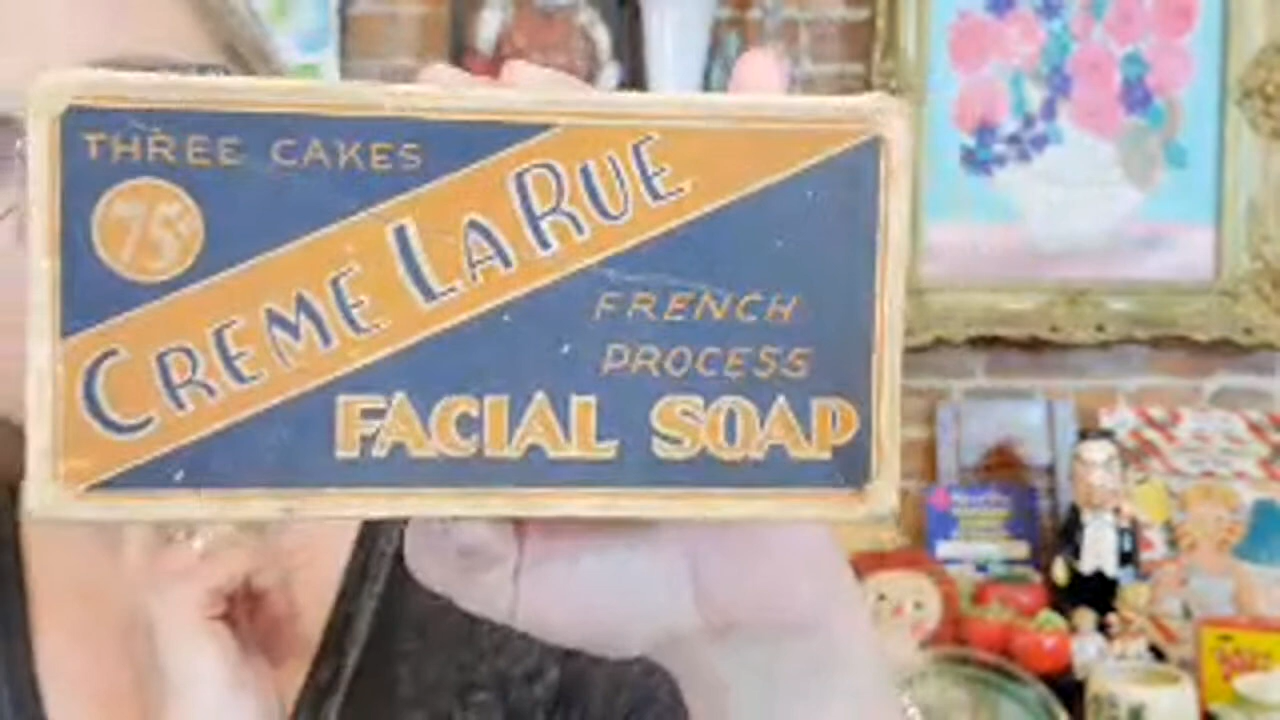 THREE CAKES
75¢
CREME LARUE
FRENCH
PROCESS
FACIAL SOAP